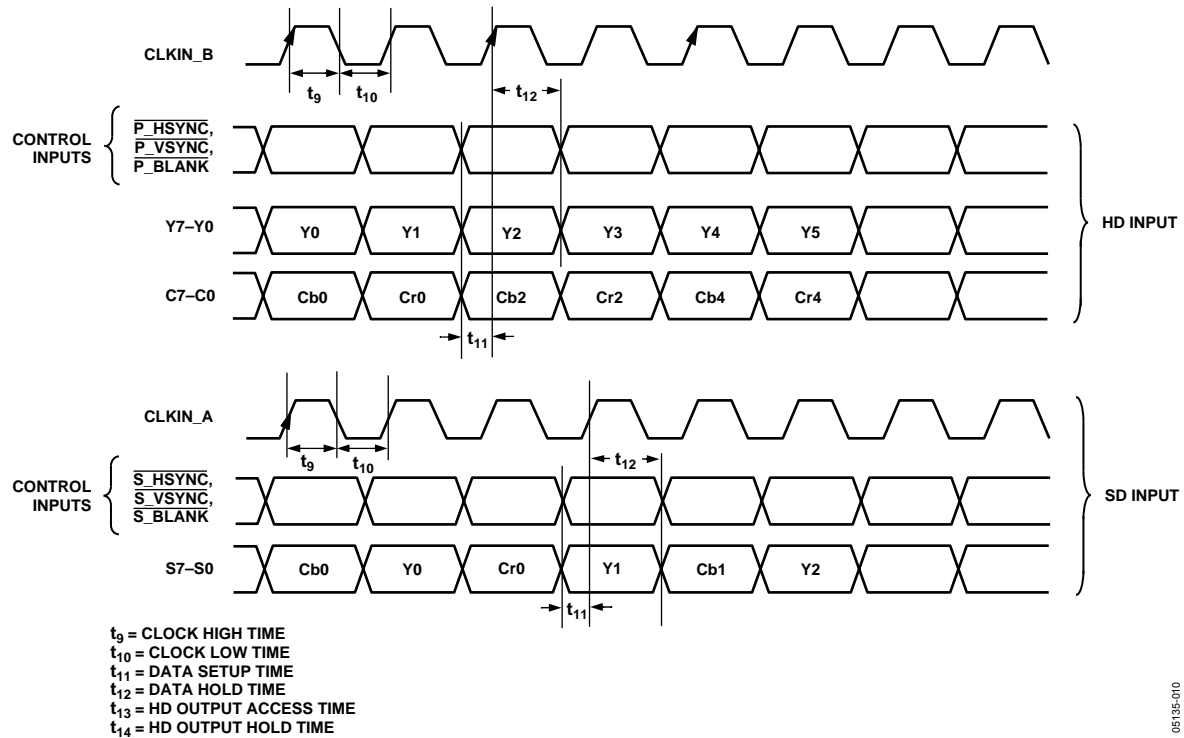 CLKIN_B
t9 t10 t12
CONTROL INPUTS
P_HSYNC,
P_VSYNC,
P_BLANK
Y7–Y0 Y0 Y1 Y2 Y3 Y4 Y5
HD INPUT
C7–C0 Cb0 Cr0 Cb2 Cr2 Cb4 Cr4
t11
CLKIN_A
t9 t10 t12
CONTROL INPUTS
S_HSYNC,
S_VSYNC,
S_BLANK
SD INPUT
S7–S0 Cb0 Y0 Cr0 Y1 Cb1 Y2
t11
t9 = CLOCK HIGH TIME
t10 = CLOCK LOW TIME
t11 = DATA SETUP TIME
t12 = DATA HOLD TIME
t13 = HD OUTPUT ACCESS TIME
t14 = HD OUTPUT HOLD TIME
05135-010